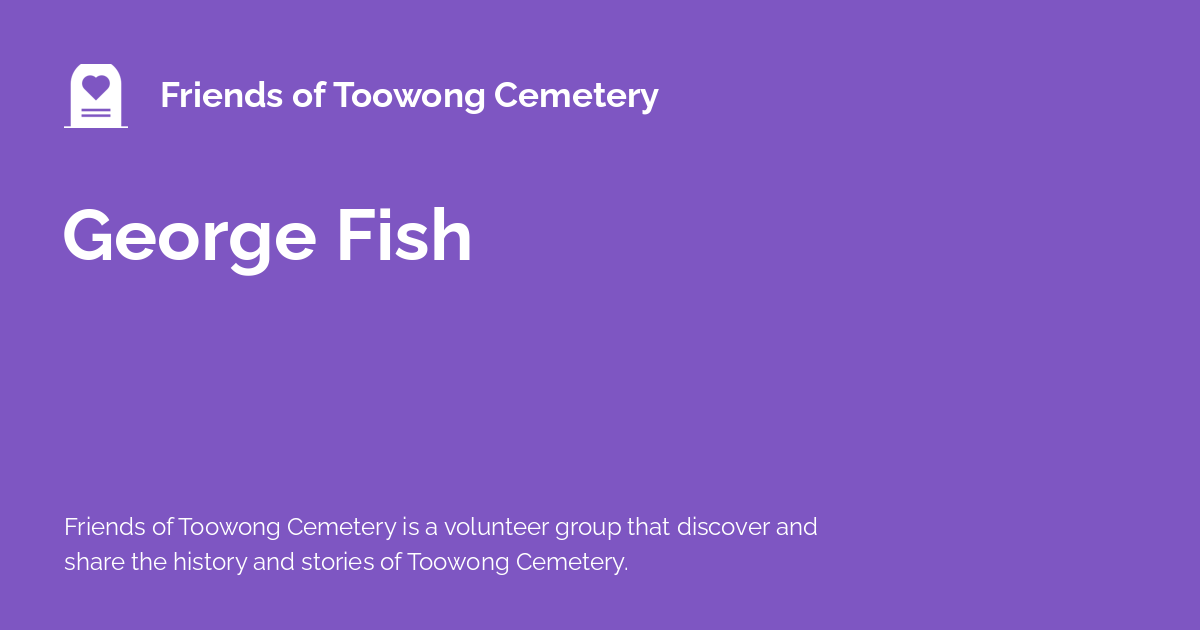 Friends of Toowong Cemetery
George Fish
Friends of Toowong Cemetery is a volunteer group that discover and
share the history and stories of Toowong Cemetery.